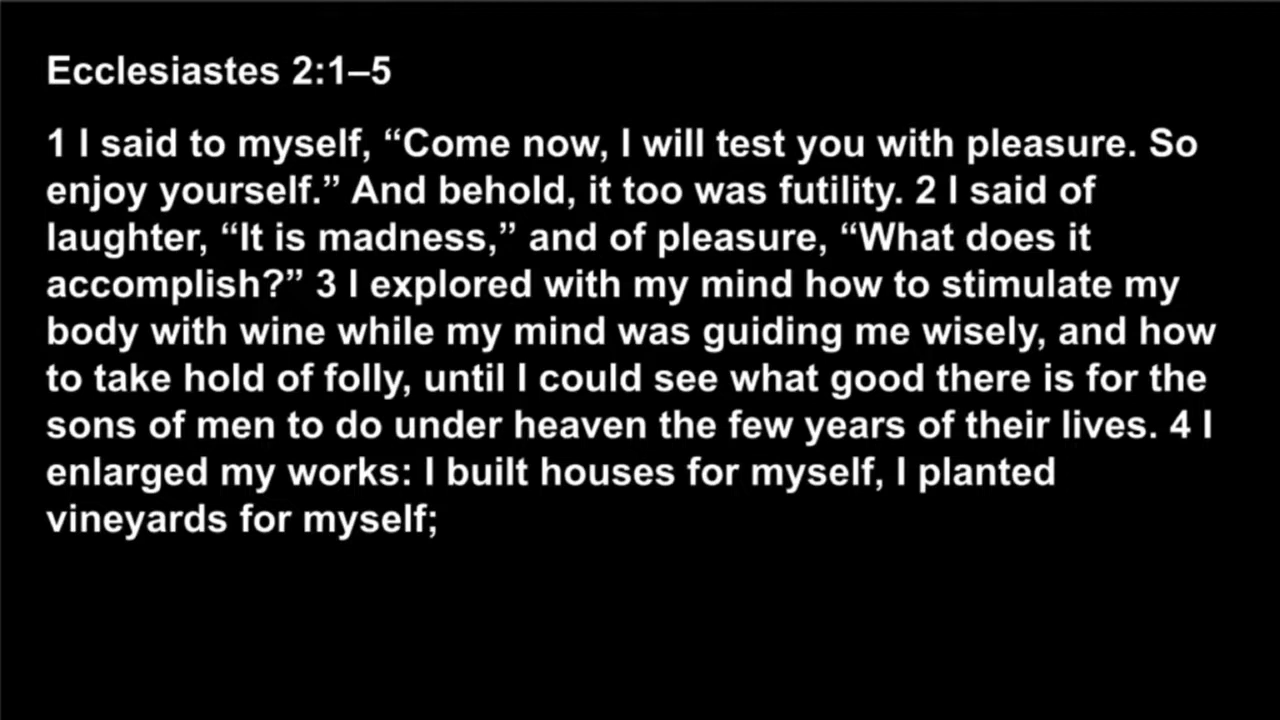 Ecclesiastes 2:1–5
1 I said to myself, “Come now, I will test you with pleasure. So
enjoy yourself.” And behold, it too was futility. 2 I said of
laughter, “It is madness,” and of pleasure, “What does it
accomplish?” 3 I explored with my mind how to stimulate my
body with wine while my mind was guiding me wisely, and how
to take hold of folly, until I could see what good there is for the
sons of men to do under heaven the few years of their lives. 4 I
enlarged my works: I built houses for myself, I planted
vineyards for myself;